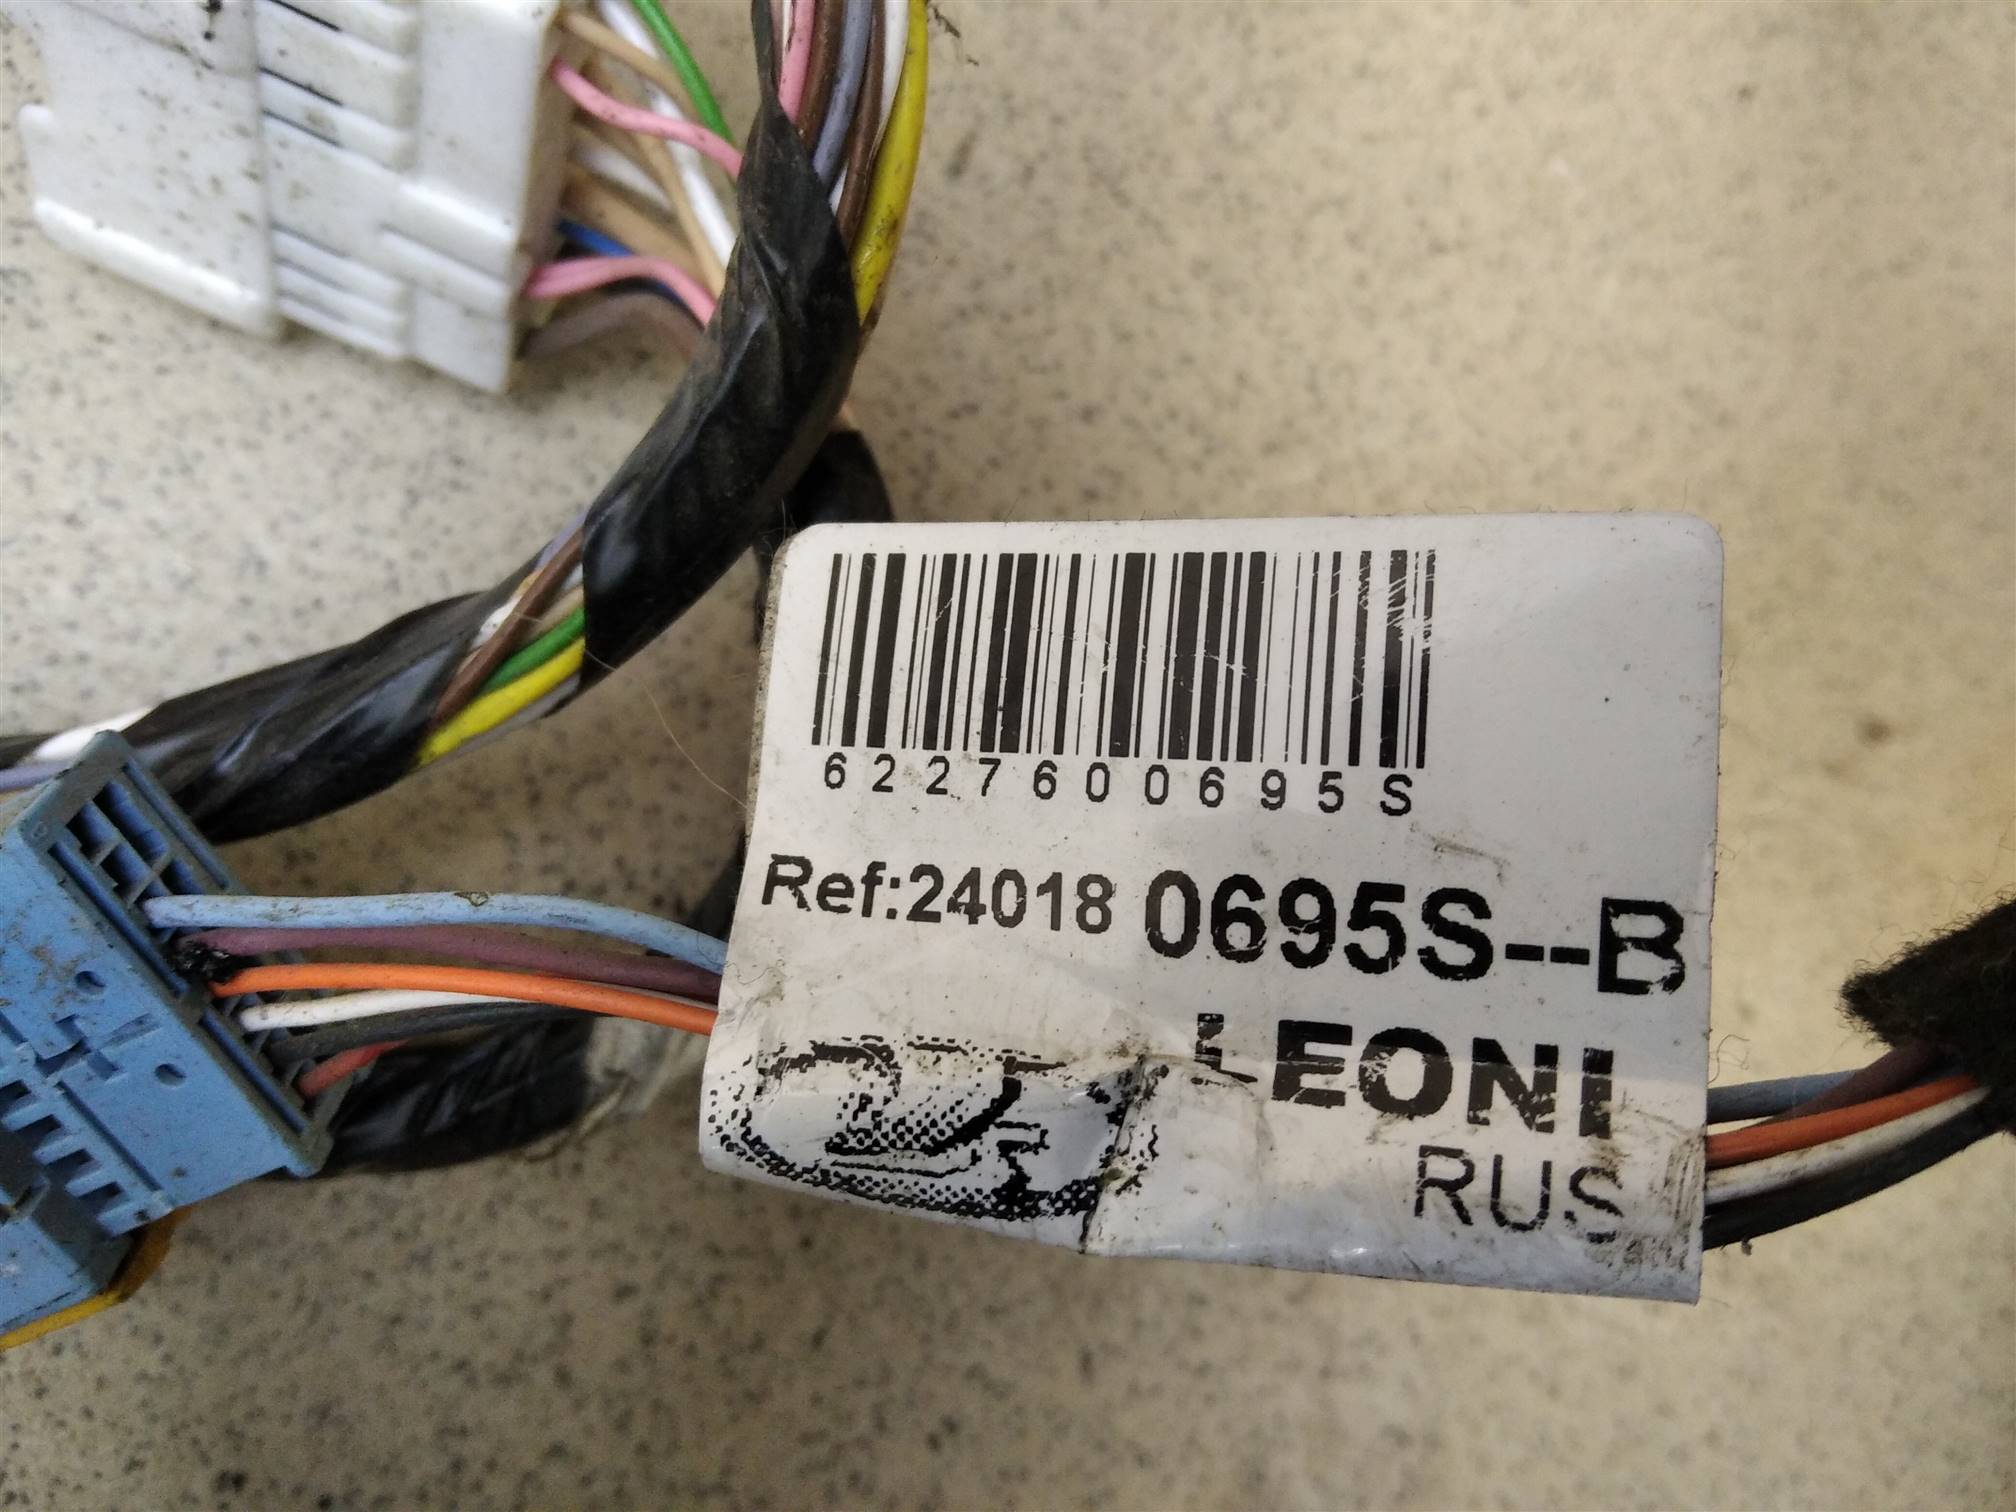 6227600695S
Ref:24018 0695S--B
LEONI
RUS